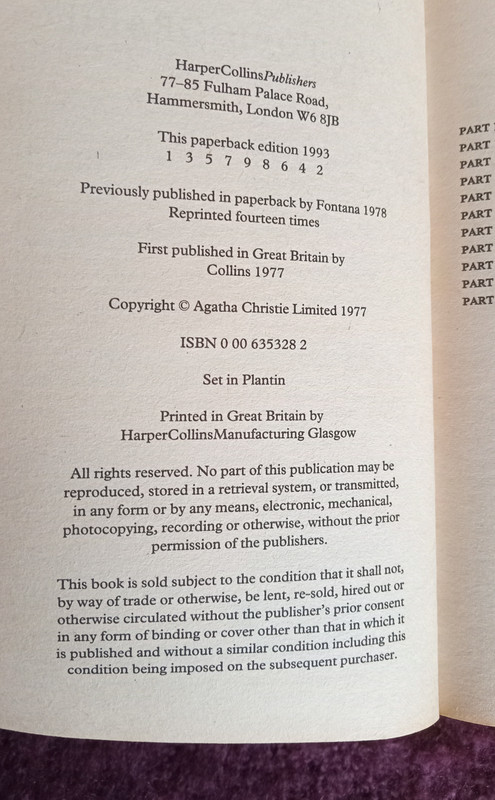 HarperCollinsPublishers
77–85 Fulham Palace Road,
Hammersmith, London W6 8JB
This paperback edition 1993
1 3 5 7 9 8 6 4 2
Previously published in paperback by Fontana 1978
Reprinted fourteen times
First published in Great Britain by
Collins 1977
Copyright © Agatha Christie Limited 1977
ISBN 0 00 635328 2
Set in Plantin
Printed in Great Britain by
HarperCollinsManufacturing Glasgow
All rights reserved. No part of this publication may be
reproduced, stored in a retrieval system, or transmitted,
in any form or by any means, electronic, mechanical,
photocopying, recording or otherwise, without the prior
permission of the publishers.
This book is sold subject to the condition that it shall not,
by way of trade or otherwise, be lent, re-sold, hired out or
otherwise circulated without the publisher's prior consent
in any form of binding or cover other than that in which it
is published and without a similar condition including this
condition being imposed on the subsequent purchaser.
PART
PART
PART
PART
PART
PART
PART
PART
PART
PART
PART